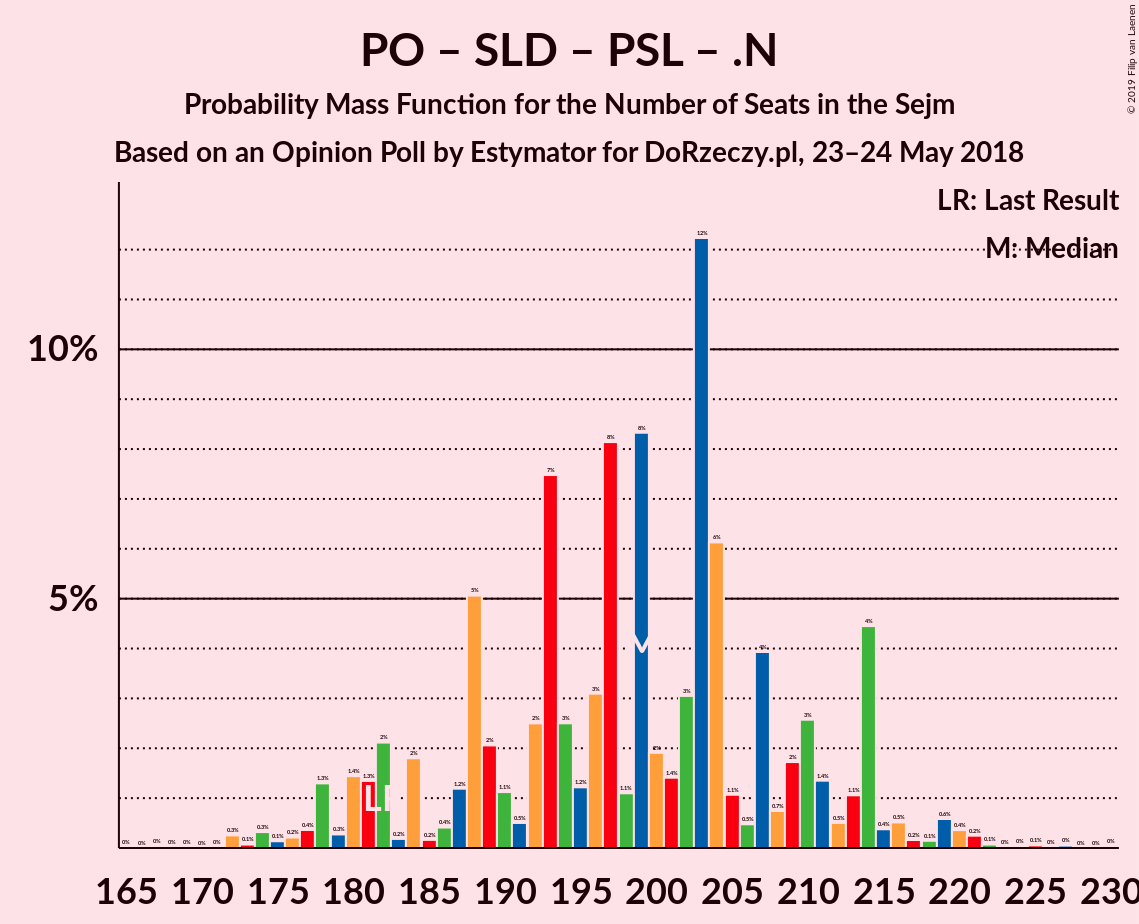 PO – SLD – PSL – .N
Probability Mass Function for the Number of Seats in the Sejm
Based on an Opinion Poll by Estymator for DoRzeczy.pl, 23–24 May 2018
© 2019 Filip van Laenen
LR: Last Result
M: Median
10%
5%
0% 0% 0% 0% 0% 0% 0% 0.3% 0.1% 0.3% 0.1% 0.2% 0.4% 1.3% 0.3% 1.4% 1.3% 2% 0.2% 2% 0.2% 0.4% 1.2% 5% 2% 1.1% 0.5% 2% 7% 3% 1.2% 3% 8% 1.1% 8% 2% 1.4% 3% 12% 6% 1.1% 0.5% 4% 0.7% 2% 3% 1.4% 0.5% 1.1% 4% 0.4% 0.5% 0.2% 0.1% 0.6% 0.4% 0.2% 0.1% 0% 0% 0.1% 0% 0% 0% 0% 0%
165 170 175 180 185 190 195 200 205 210 215 220 225 230